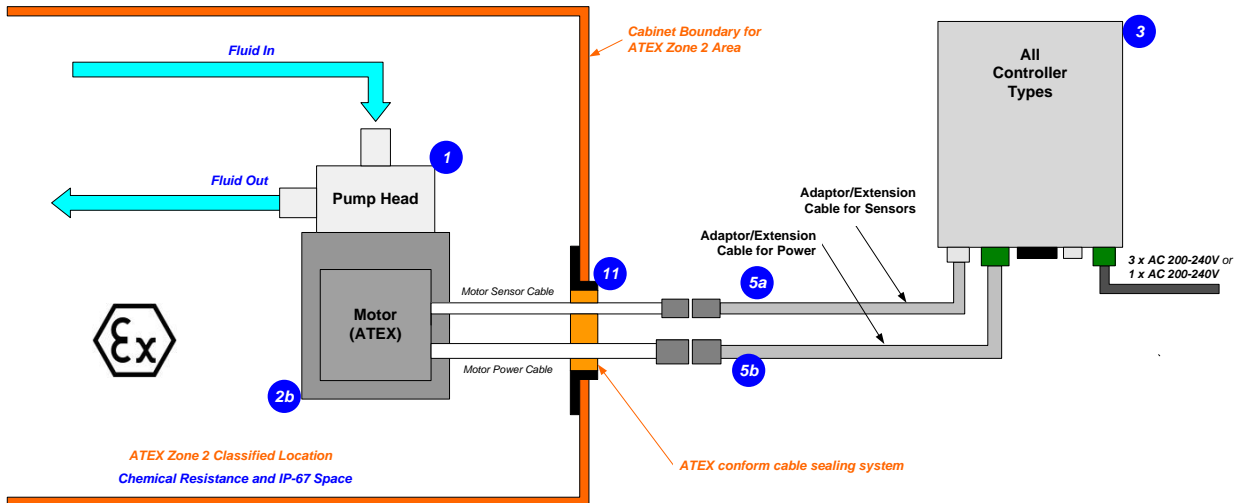 Fluid In
Cabinet Boundary for
ATEX Zone 2 Area
3
All
Controller
Types
1
Fluid Out
Pump Head
Adaptor/Extension
Cable for Sensors
Adaptor/Extension
Cable for Power
3 x AC 200-240V or
1 x AC 200-240V
11
5a
Motor Sensor Cable
Motor
(ATEX)
Ex
Motor Power Cable
5b
2b
ATEX Zone 2 Classified Location
Chemical Resistance and IP-67 Space
ATEX conform cable sealing system